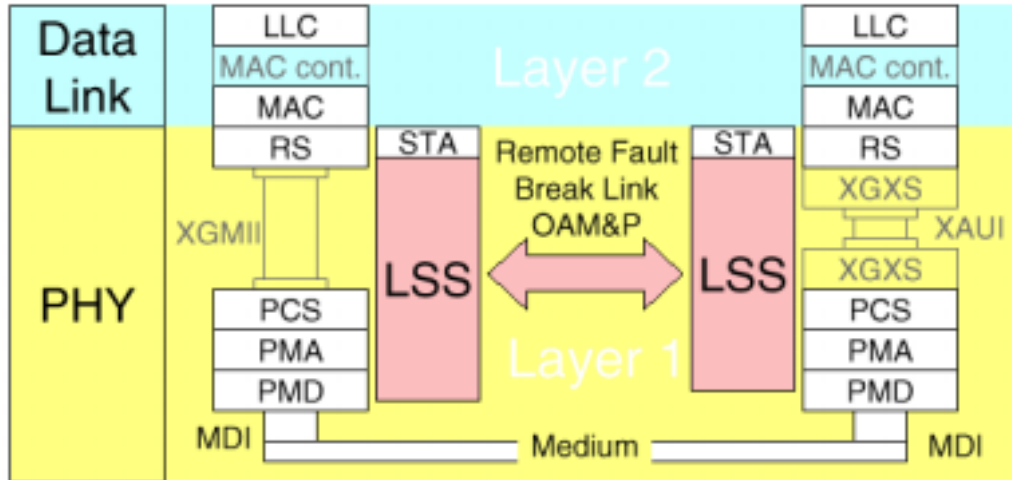 Data
Link
PHY
LLC
MAC cont.
MAC
RS
XGMII
PCS
PMA
PMD
MDI
STA
LSS
Layer 2
Remote Fault
Break Link
OAM&P
Layer 1
Medium
STA
LSS
LLC
MAC cont.
MAC
RS
XGXS
XAUI
XGXS
PCS
PMA
PMD
MDI